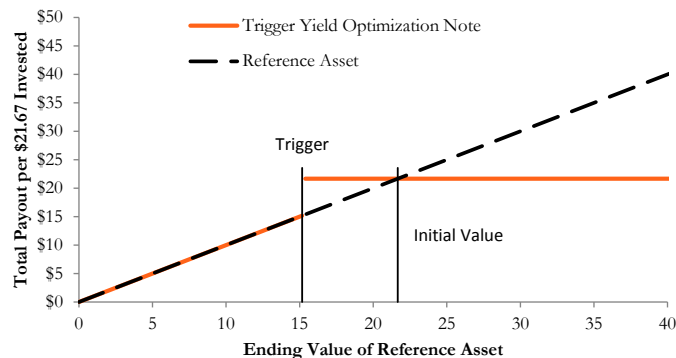 Total Payout per $21.67 Invested
$50
$45
$40
$35
$30
$25
$20
$15
$10
$5
$0
Trigger Yield Optimization Note
Reference Asset
Trigger
Initial Value
0 5 10 15 20 25 30 35 40
Ending Value of Reference Asset